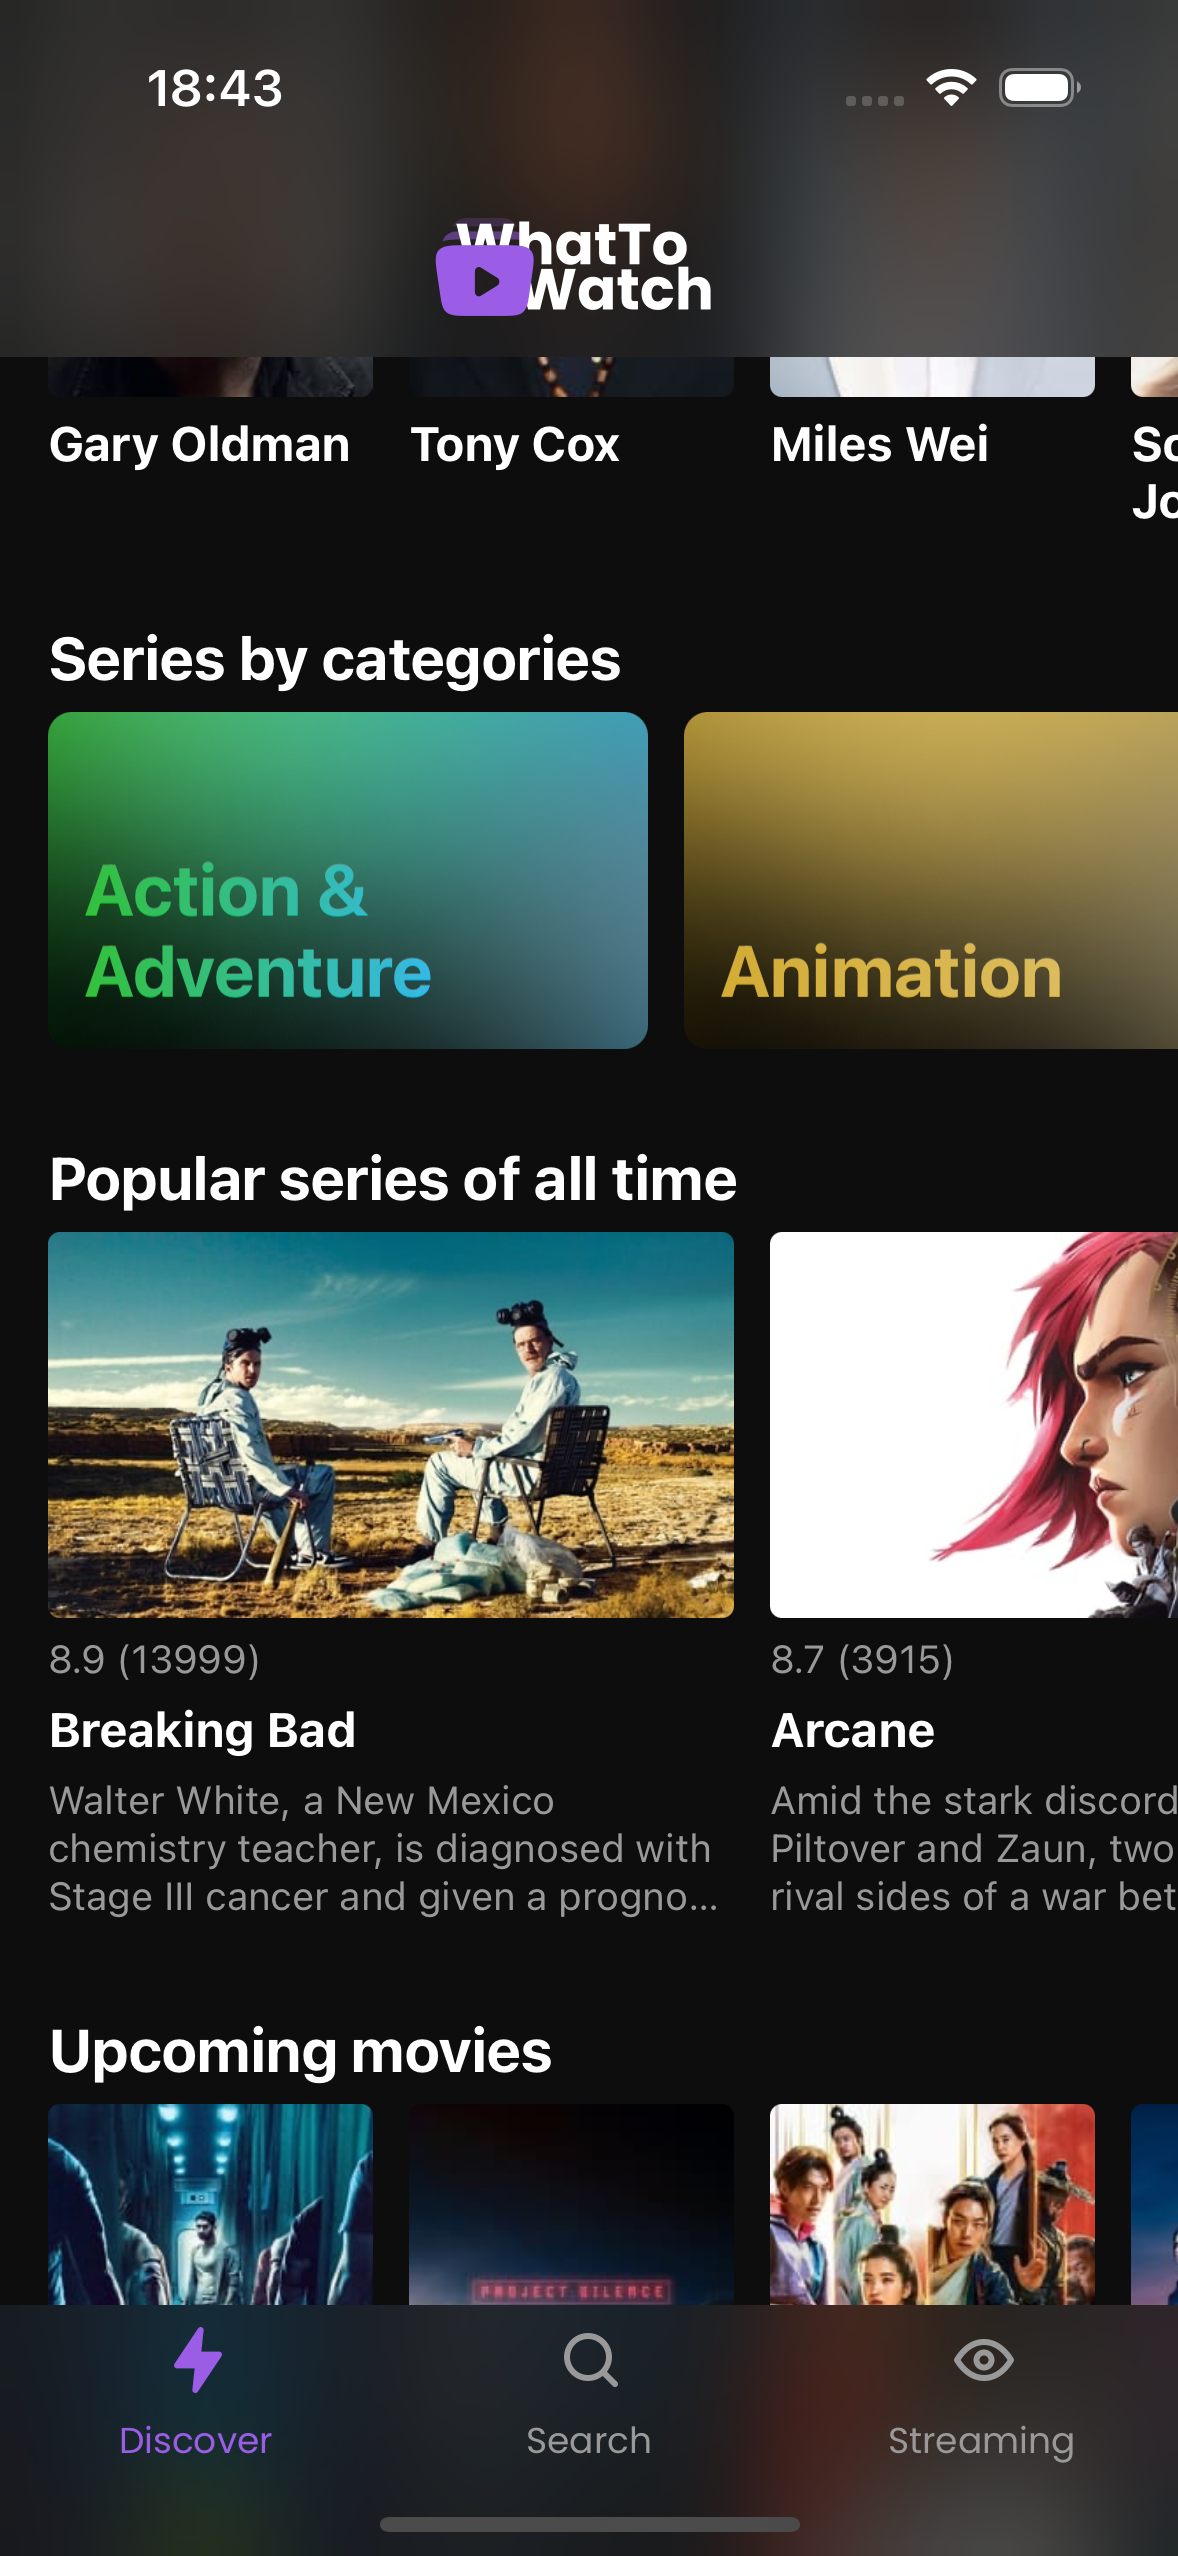 18:43
WhatTo
Watch
Gary Oldman
Tony Cox
Miles Wei
Series by categories
Action &
Adventure
Animation
Popular series of all time
8.9 (13999)
Breaking Bad
Walter White, a New Mexico
chemistry teacher, is diagnosed with
Stage III cancer and given a progno...
8.7 (3915)
Arcane
Amid the stark discord
Piltover and Zaun, two
rival sides of a war bet
Upcoming movies
PROJECT SILENCE
Discover
Search
Streaming